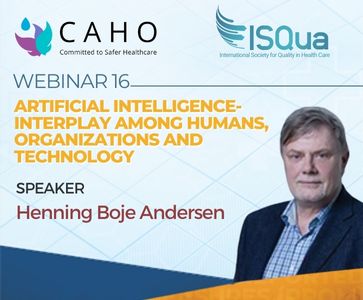 CAHO
Committed to Safer Healthcare
ISQua
International Society for Quality in Health Care
WEBINAR 16
ARTIFICIAL INTELLIGENCE-
INTERPLAY AMONG HUMANS,
ORGANIZATIONS AND
TECHNOLOGY
SPEAKER
Henning Boje Andersen